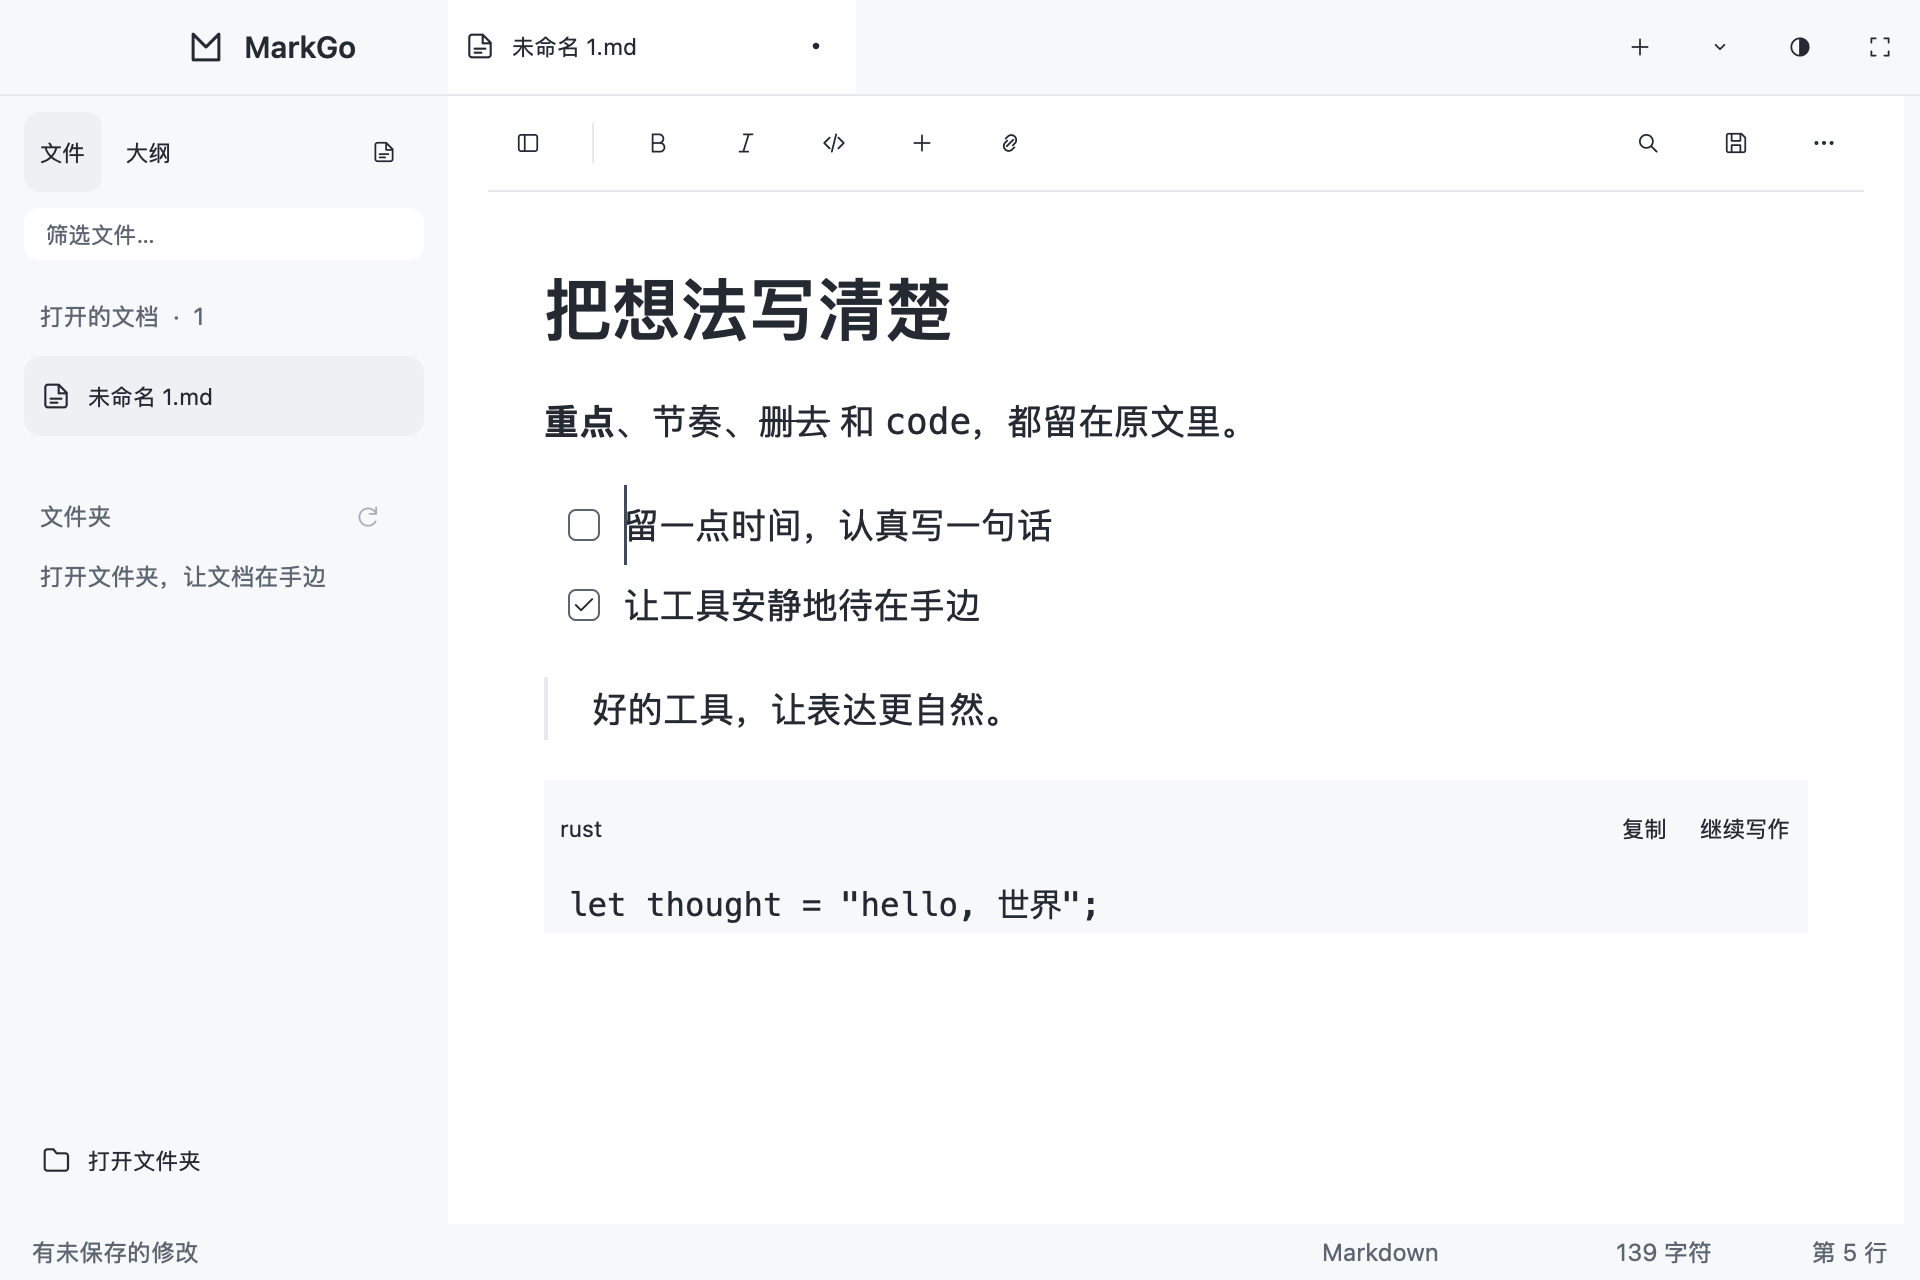 MarkGo
未命名 1.md
文件 大纲
筛选文件...
打开的文档 · 1
未命名 1.md
文件夹
打开文件夹，让文档在手边
打开文件夹
有未保存的修改
把想法写清楚
重点、节奏、删去 和 code，都留在原文里。
留一点时间，认真写一句话
让工具安静地待在手边
好的工具，让表达更自然。
rust 复制 继续写作
let thought = "hello, 世界";
Markdown 139 字符 第 5 行